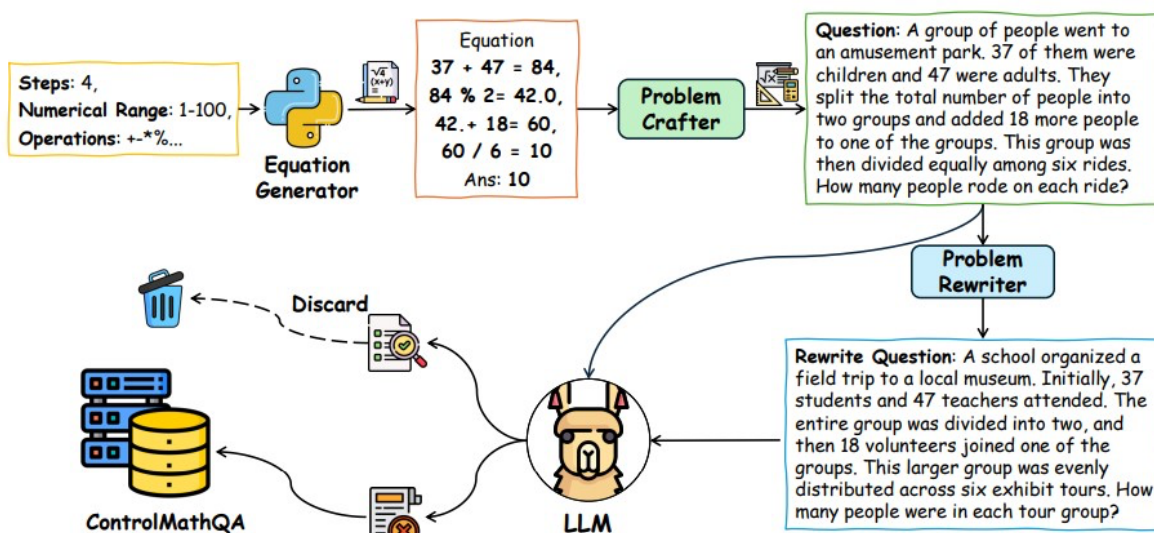 Steps: 4,
Numerical Range: 1-100,
Operations: +-*%...
Equation
Generator
√4
(x+y)
=
Equation
37 + 47 = 84,
84 % 2= 42.0,
42.+ 18= 60,
60 / 6 = 10
Ans: 10
Problem
Crafter
√x
Question: A group of people went to
an amusement park. 37 of them were
children and 47 were adults. They
split the total number of people into
two groups and added 18 more people
to one of the groups. This group was
then divided equally among six rides.
How many people rode on each ride?
Problem
Rewriter
Rewrite Question: A school organized a
field trip to a local museum. Initially, 37
students and 47 teachers attended. The
entire group was divided into two, and
then 18 volunteers joined one of the
groups. This larger group was evenly
distributed across six exhibit tours. How
many people were in each tour group?
LLM
Discard
ControlMathQA